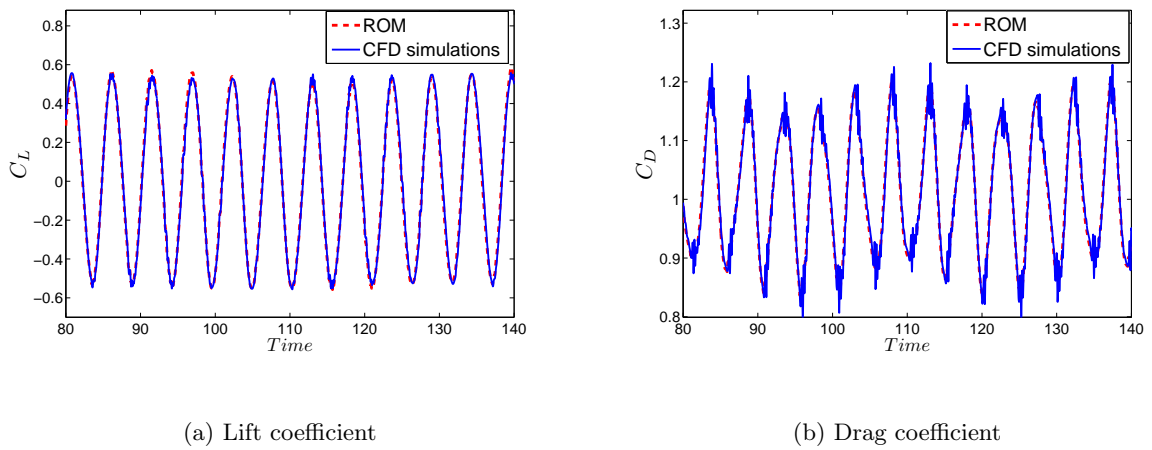 0.8
0.6
0.4
0.2
0
−0.2
−0.4
−0.6
C_L
80 90 100 110 120 130 140
Time
ROM
CFD simulations
(a) Lift coefficient
1.3
1.2
1.1
1
0.9
0.8
C_D
80 90 100 110 120 130 140
Time
ROM
CFD simulations
(b) Drag coefficient